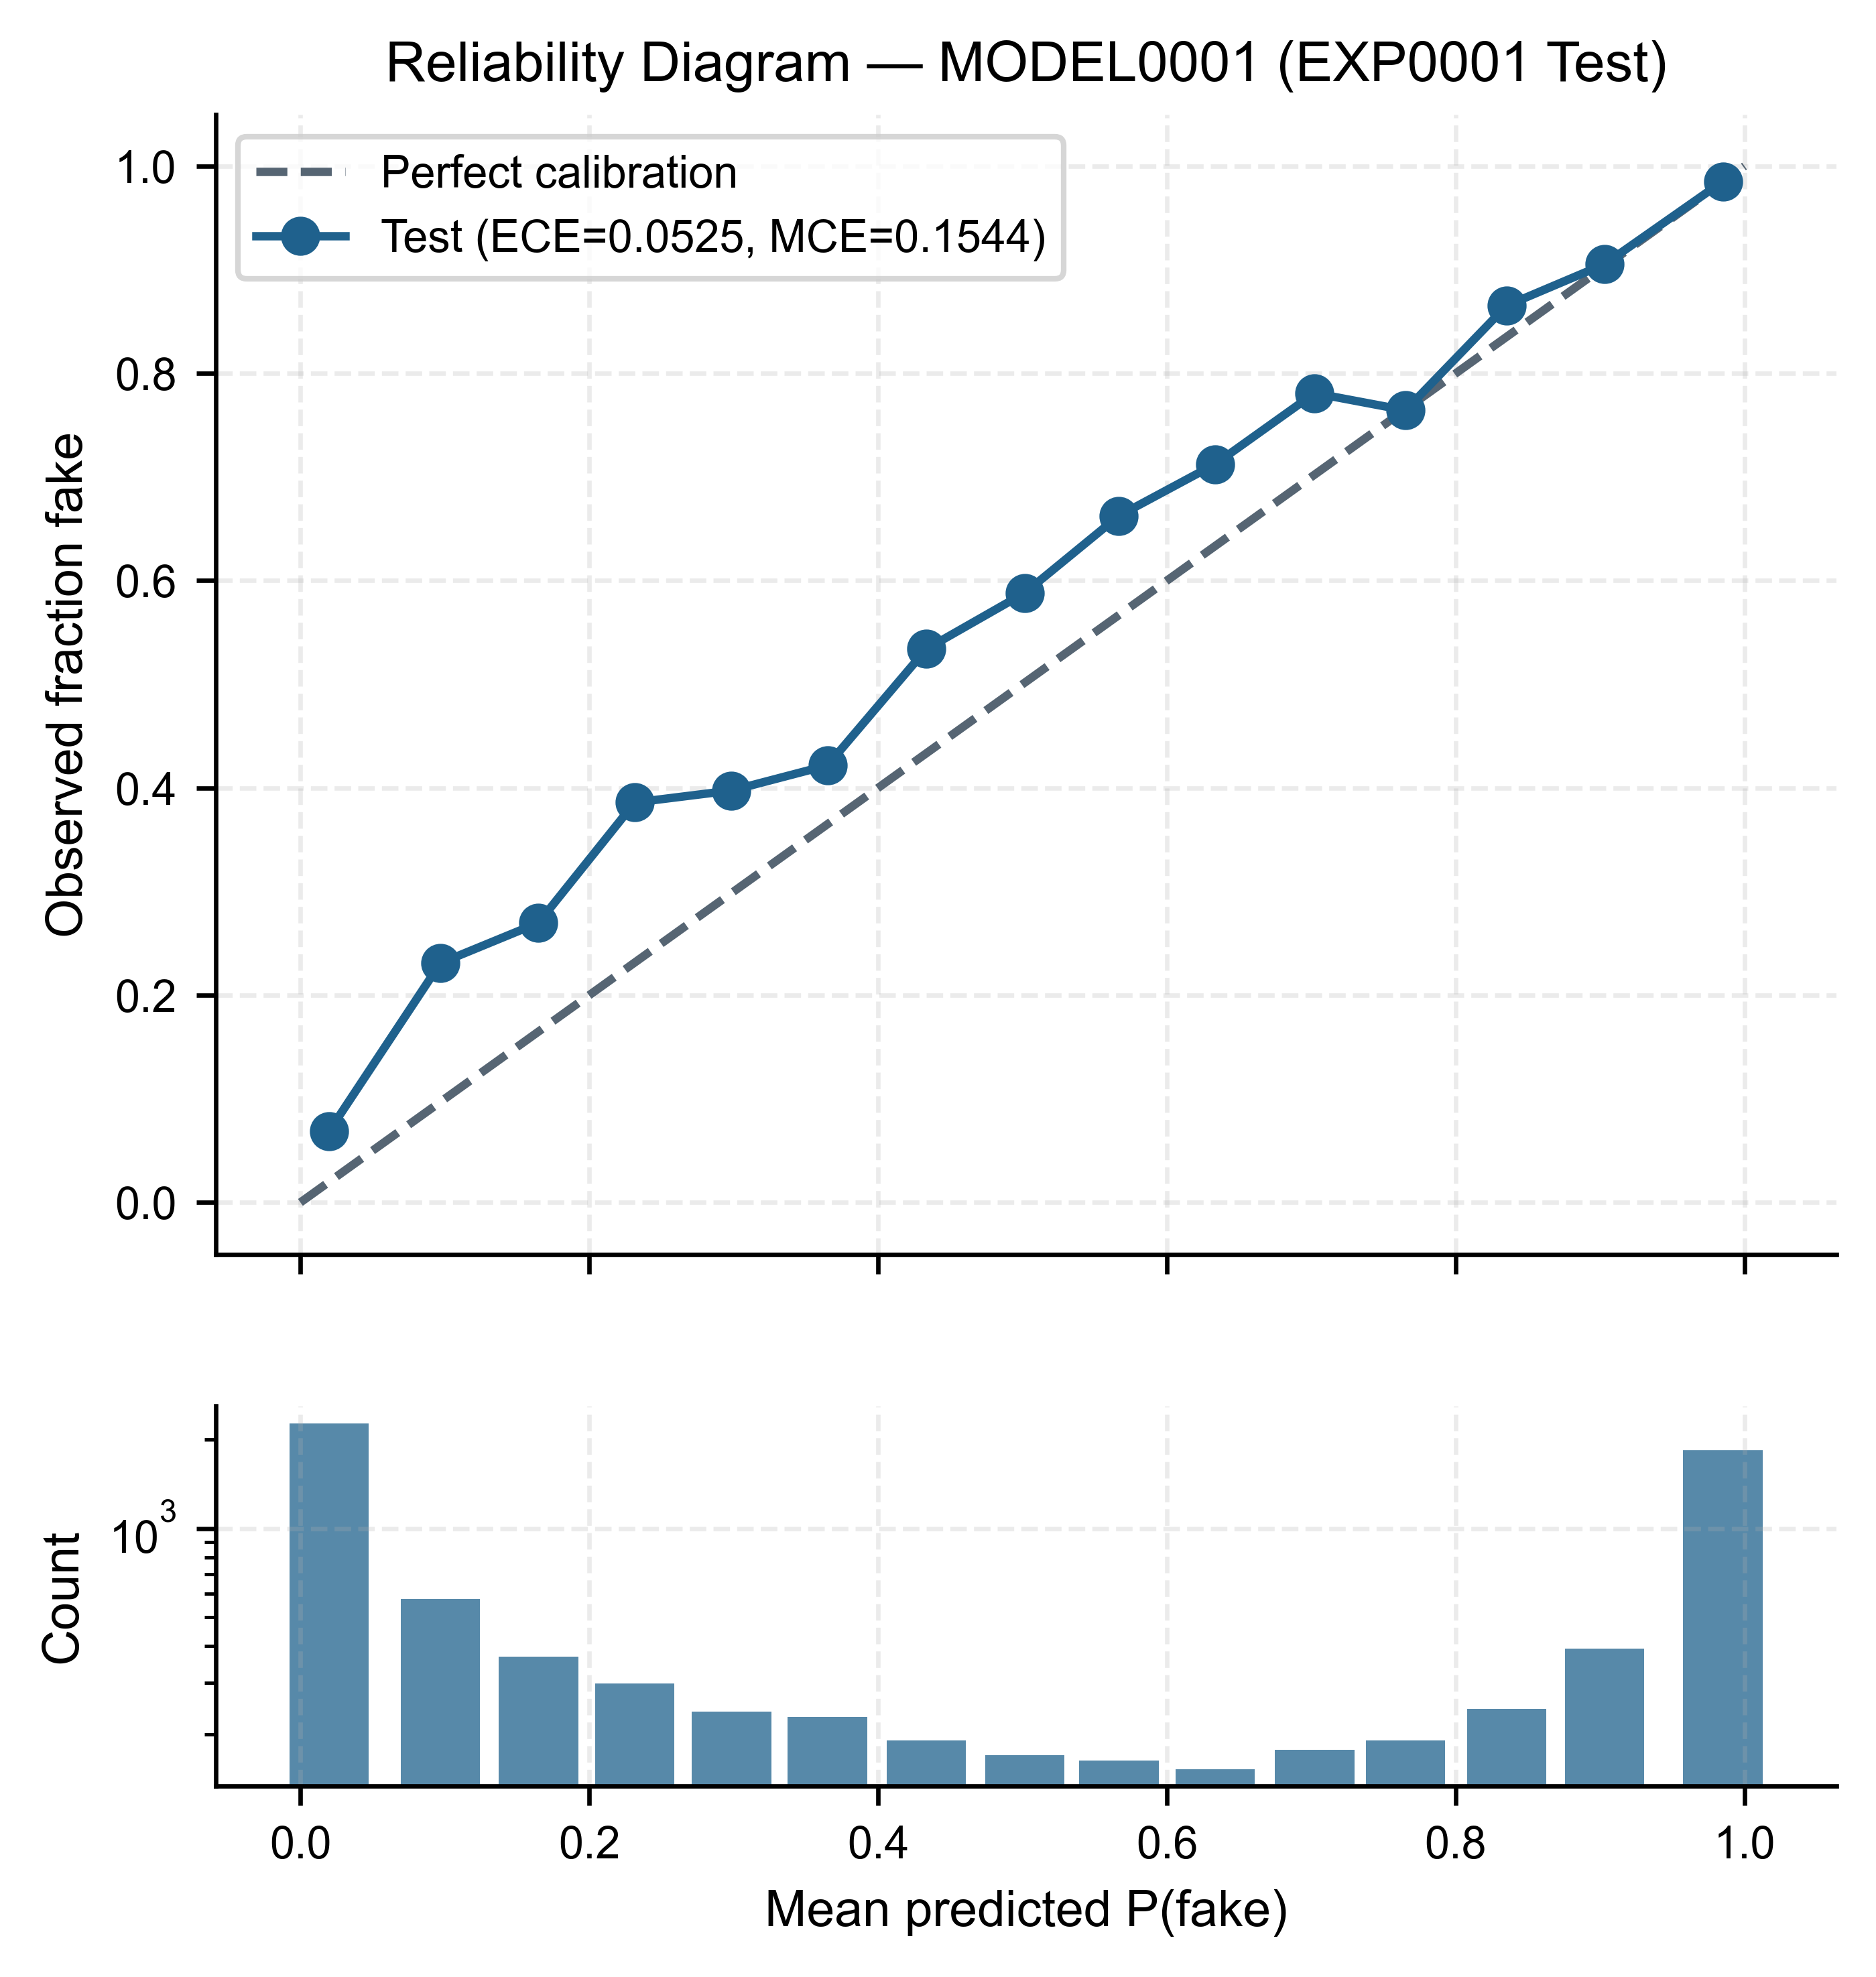 Reliability Diagram — MODEL0001 (EXP0001 Test)
Perfect calibration
Test (ECE=0.0525, MCE=0.1544)
Observed fraction fake
1.0
0.8
0.6
0.4
0.2
0.0
Count
10^3
0.0 0.2 0.4 0.6 0.8 1.0
Mean predicted P(fake)